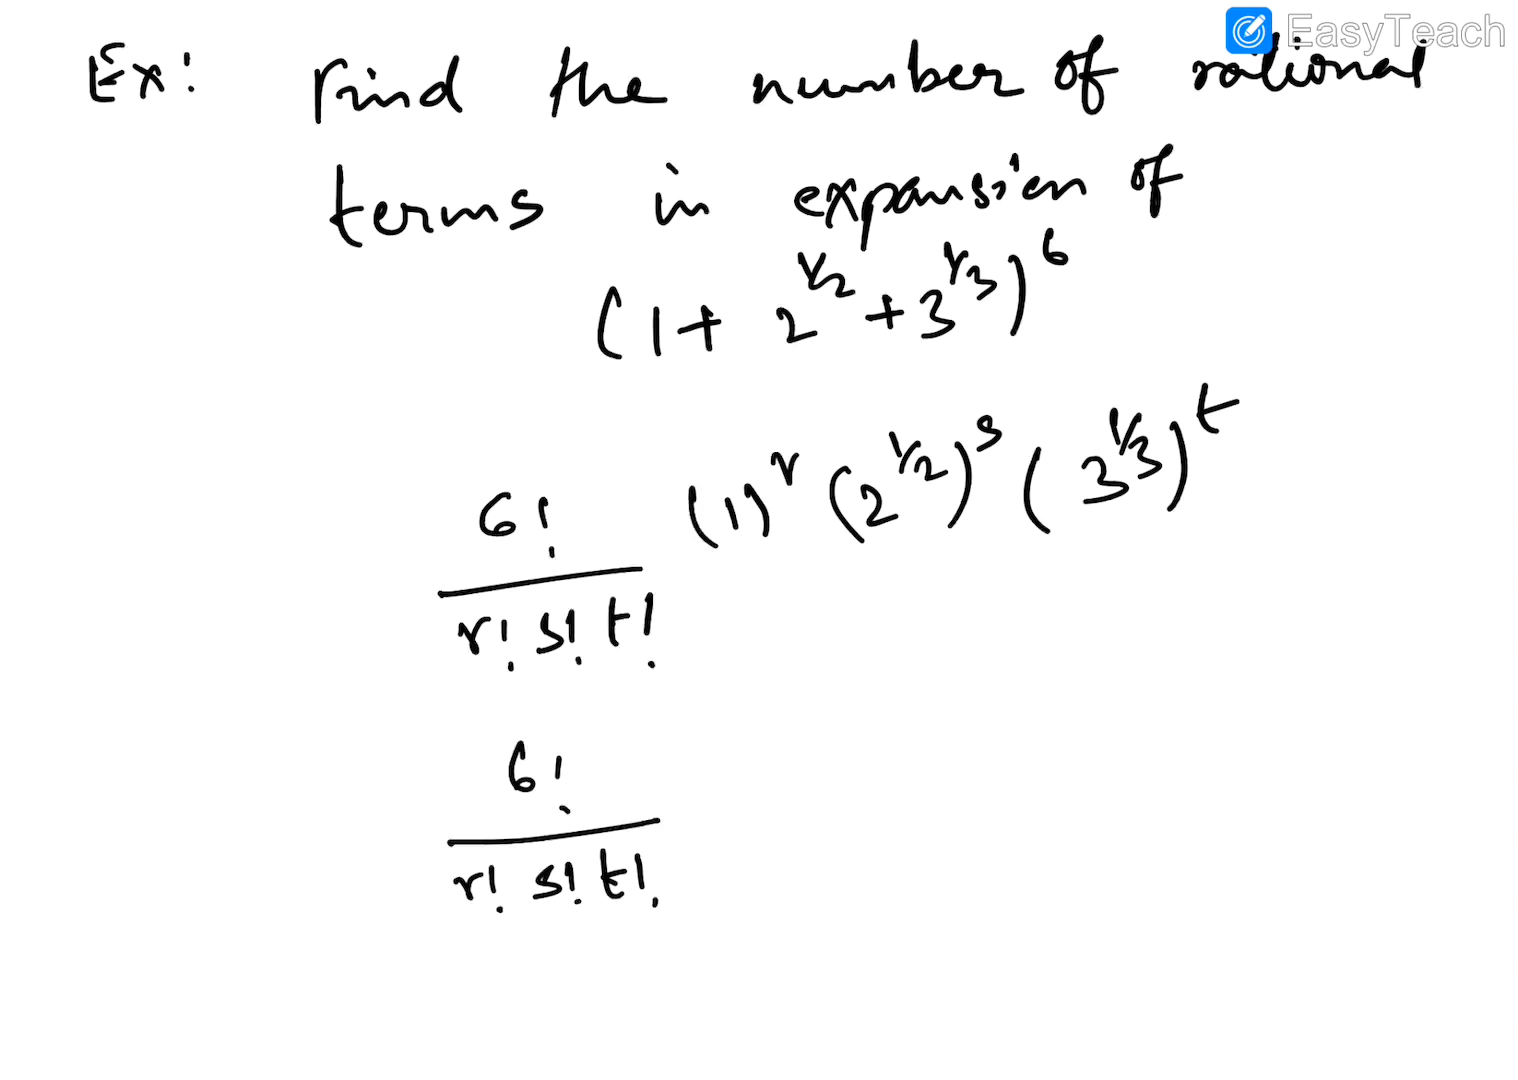 EasyTeach
Ex! Find the number of rational
terms in expansion of
(1 + 2^{1/2} + 3^{1/3})^6
6! / r! s! t! (1)^r (2^{1/2})^s (3^{1/3})^t
6! / r! s! t!